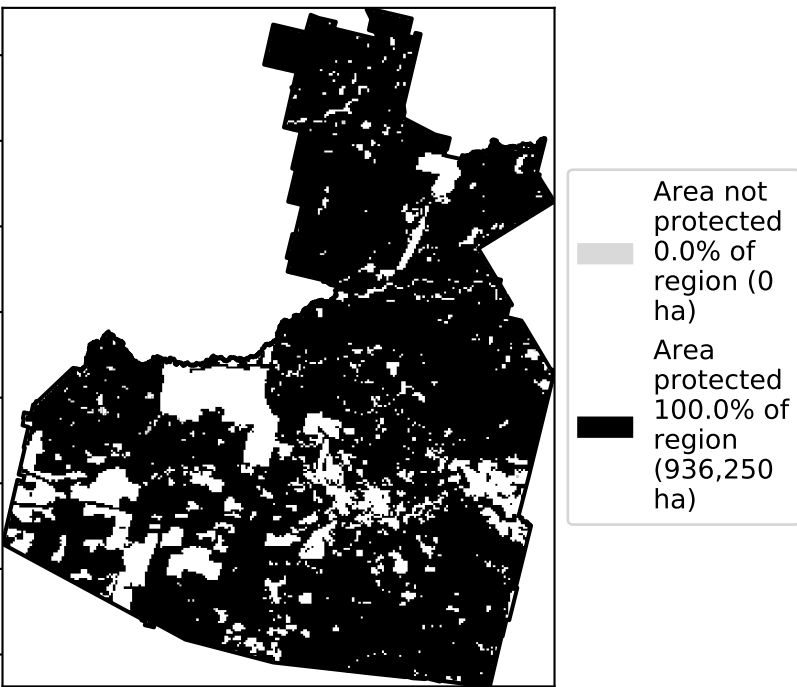 Area not
protected
0.0% of
region (0
ha)
Area
protected
100.0% of
region
(936,250
ha)